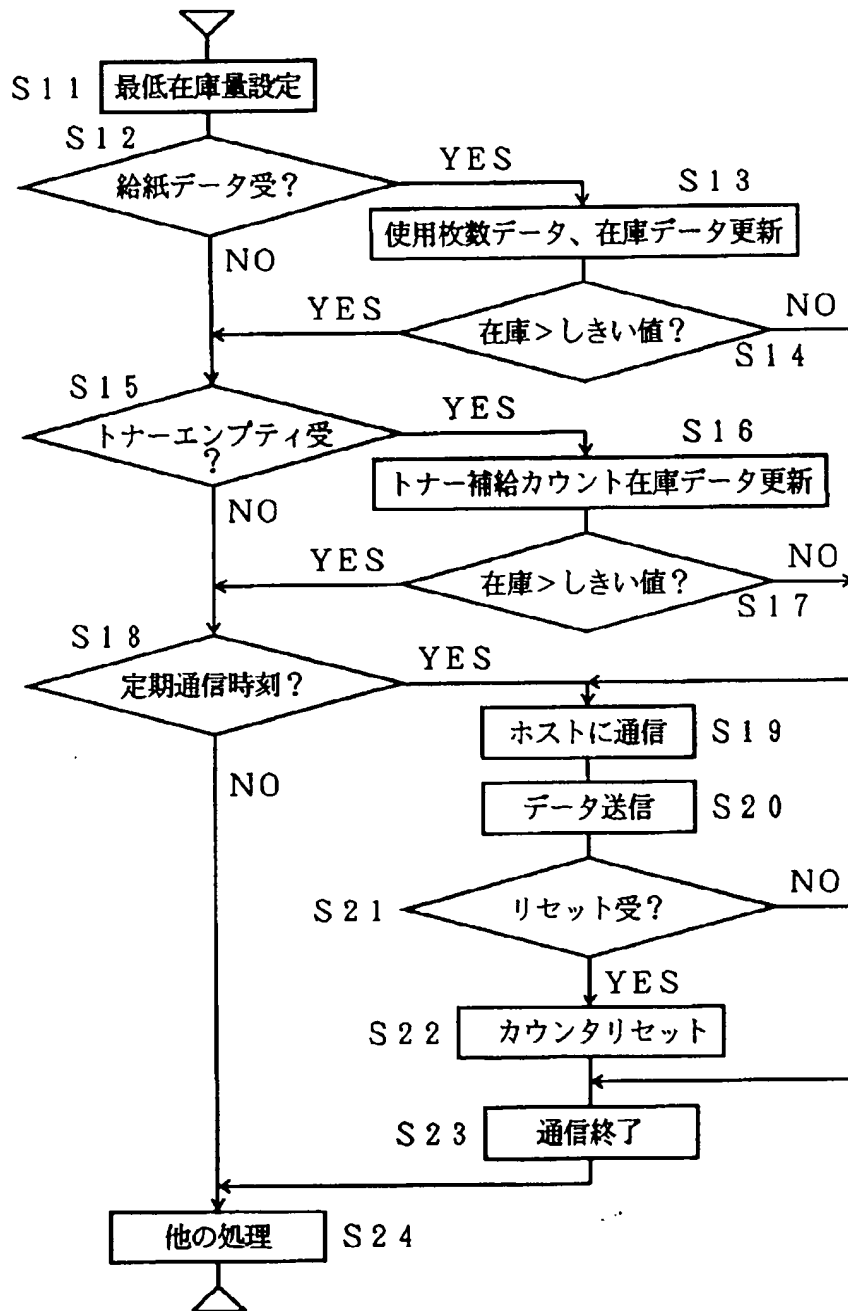 S11
最低在庫量設定
S12
給紙データ受?
YES
NO
S13
使用枚数データ、在庫データ更新
YES
在庫>しきい値?
NO
S14
S15
トナーエンプティ受
?
YES
NO
S16
トナー補給カウント在庫データ更新
YES
在庫>しきい値?
NO
S17
S18
定期通信時刻?
YES
NO
ホストに通信
S19
データ送信
S20
S21
リセット受?
NO
YES
S22
カウンタリセット
S23
通信終了
他の処理
S24